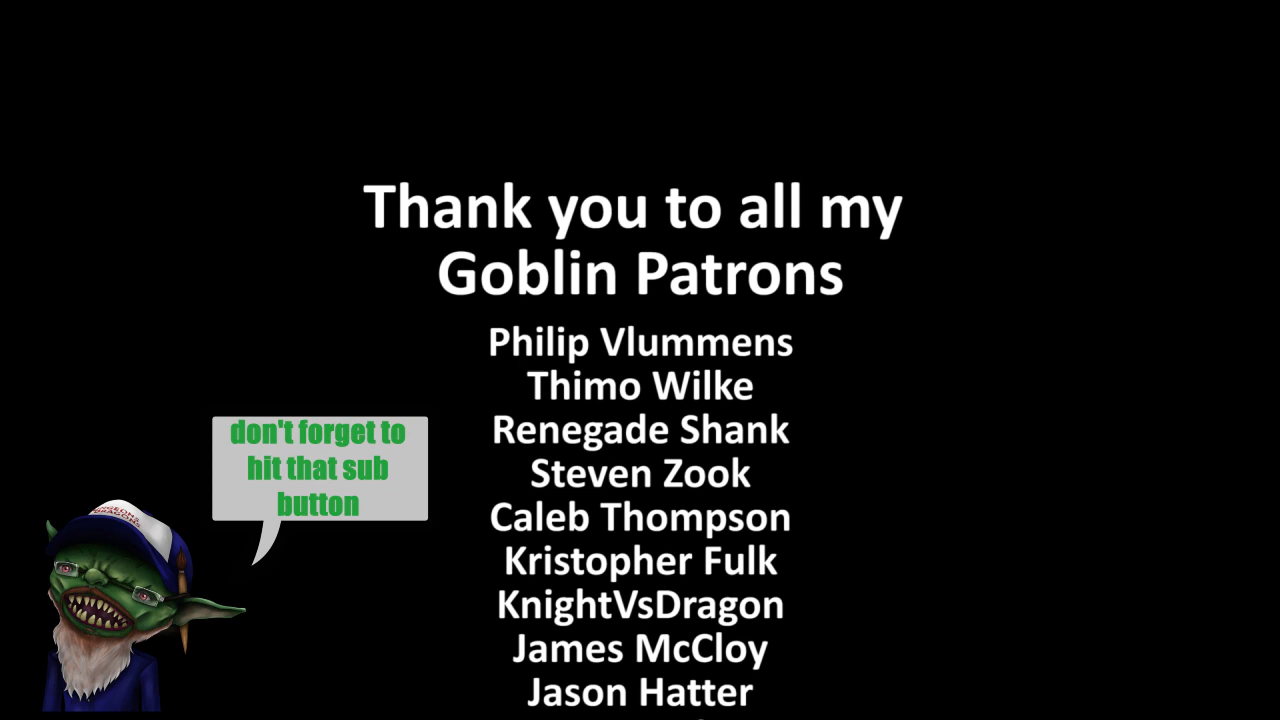 Thank you to all my
Goblin Patrons
Philip Vlummens
Thimo Wilke
Renegade Shank
Steven Zook
Caleb Thompson
Kristopher Fulk
KnightVsDragon
James McCloy
Jason Hatter
don't forget to
hit that sub
button
DRAGONS